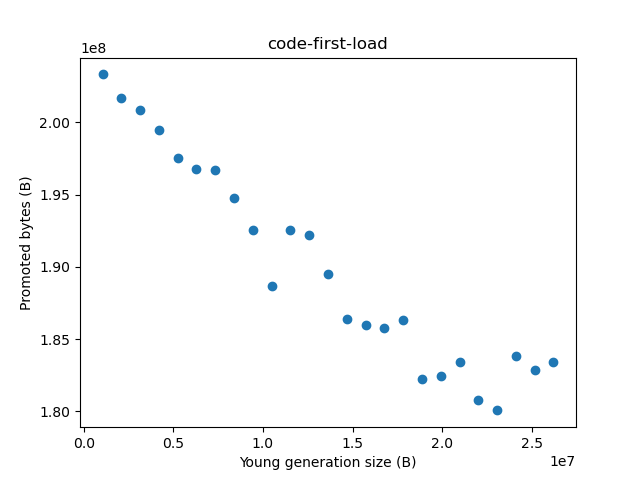 code-first-load
1e8
2.00
1.95
1.90
1.85
1.80
Promoted bytes (B)
0.0 0.5 1.0 1.5 2.0 2.5
1e7
Young generation size (B)